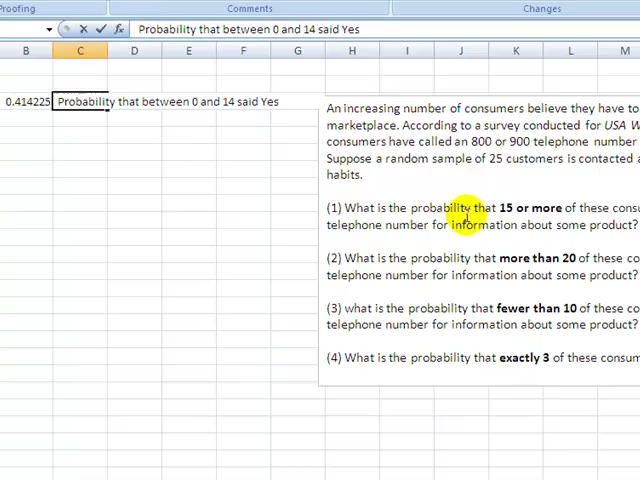 Proofing
Comments
Changes
Probability that between 0 and 14 said Yes
B C D E F G H I J K L M
0.414225 Probability that between 0 and 14 said Yes
An increasing number of consumers believe they have to
marketplace. According to a survey conducted for USA W
consumers have called an 800 or 900 telephone number
Suppose a random sample of 25 customers is contacted a
habits.
(1) What is the probability that 15 or more of these consu
telephone number for information about some product?
(2) What is the probability that more than 20 of these co
telephone number for information about some product?
(3) what is the probability that fewer than 10 of these co
telephone number for information about some product?
(4) What is the probability that exactly 3 of these consum